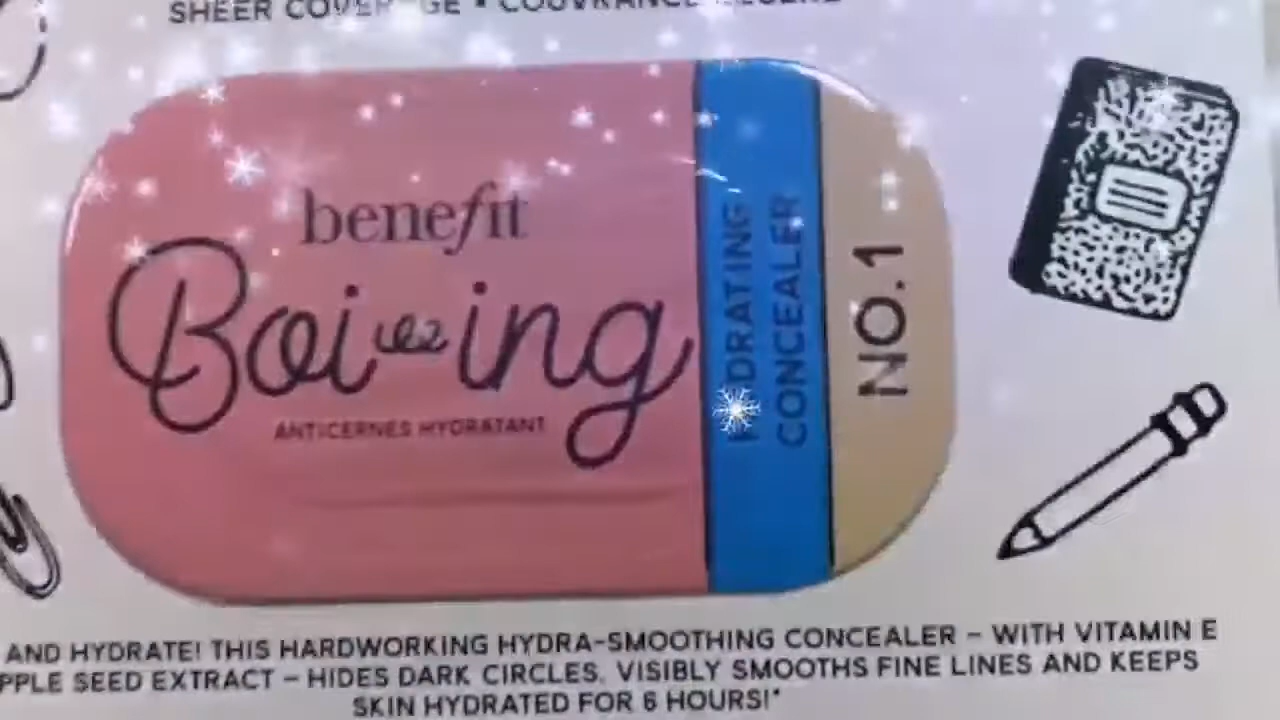 SHEER COVERAGE • COUVRANCE LÉGÈRE
benefit
Boi-ing
ANTICERNES HYDRATANT
HYDRATING
CONCEALER
NO.1
AND HYDRATE! THIS HARDWORKING HYDRA-SMOOTHING CONCEALER – WITH VITAMIN E
PPLE SEED EXTRACT – HIDES DARK CIRCLES, VISIBLY SMOOTHS FINE LINES AND KEEPS
SKIN HYDRATED FOR 6 HOURS!*